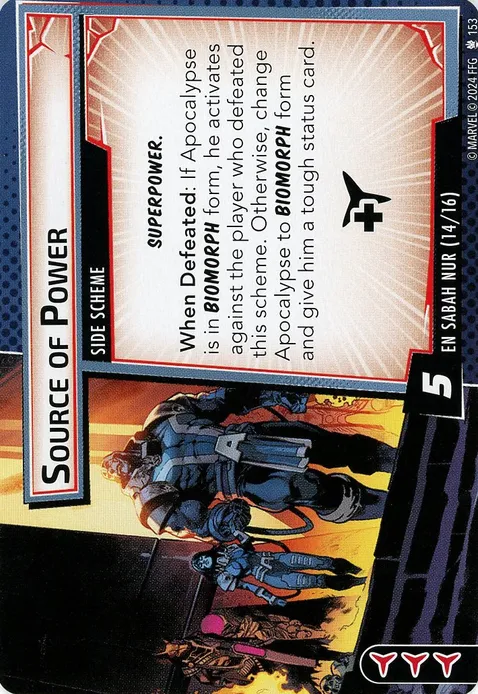 SOURCE OF POWER
SIDE SCHEME
SUPERPOWER.
When Defeated: If Apocalypse
is in BIOMORPH form, he activates
against the player who defeated
this scheme. Otherwise, change
Apocalypse to BIOMORPH form
and give him a tough status card.
5
EN SABAH NUR (14/16)
© MARVEL © 2024 FFG 153
A